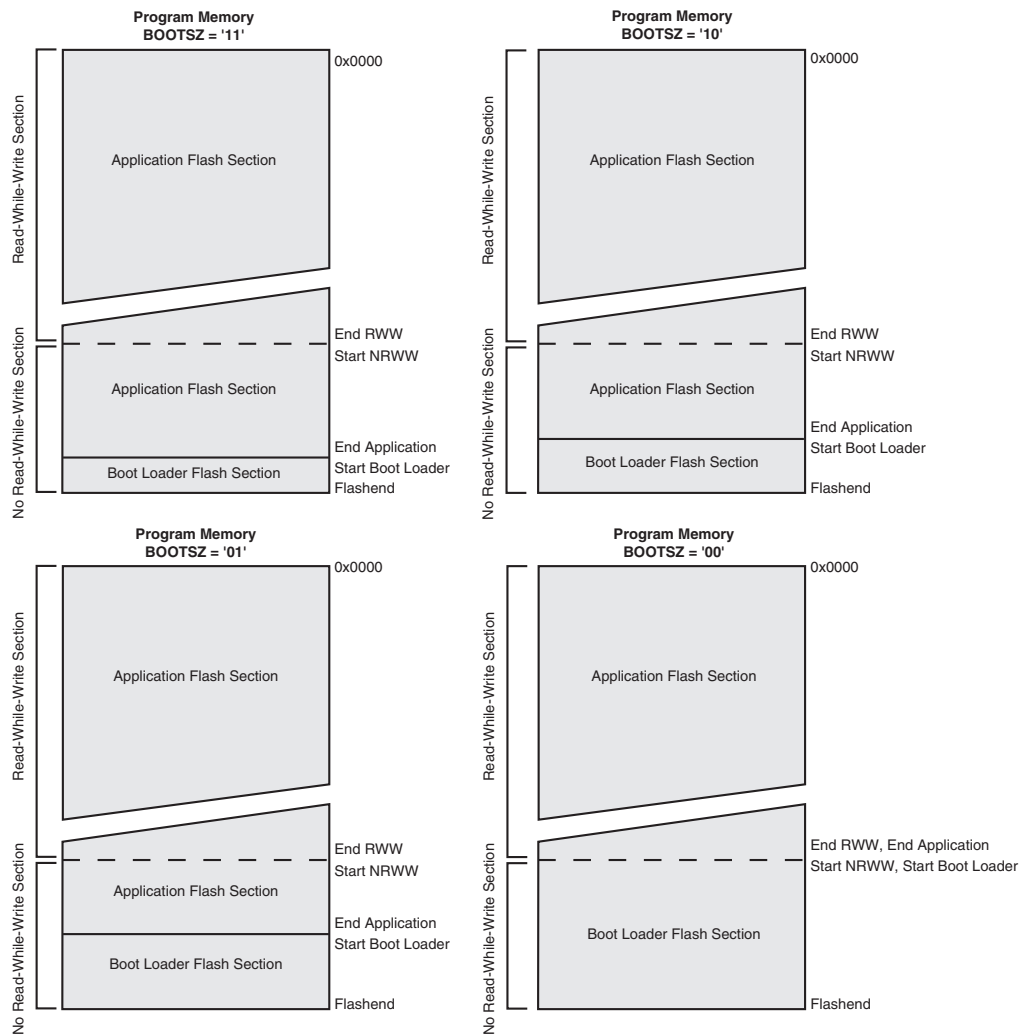 Program Memory
BOOTSZ = '11'
0x0000
Read-While-Write Section
Application Flash Section
End RWW
Start NRWW
No Read-While-Write Section
Application Flash Section
End Application
Start Boot Loader
Boot Loader Flash Section
Flashend
Program Memory
BOOTSZ = '10'
0x0000
Read-While-Write Section
Application Flash Section
End RWW
Start NRWW
No Read-While-Write Section
Application Flash Section
End Application
Start Boot Loader
Boot Loader Flash Section
Flashend
Program Memory
BOOTSZ = '01'
0x0000
Read-While-Write Section
Application Flash Section
End RWW
Start NRWW
No Read-While-Write Section
Application Flash Section
End Application
Start Boot Loader
Boot Loader Flash Section
Flashend
Program Memory
BOOTSZ = '00'
0x0000
Read-While-Write Section
Application Flash Section
End RWW, End Application
Start NRWW, Start Boot Loader
No Read-While-Write Section
Boot Loader Flash Section
Flashend